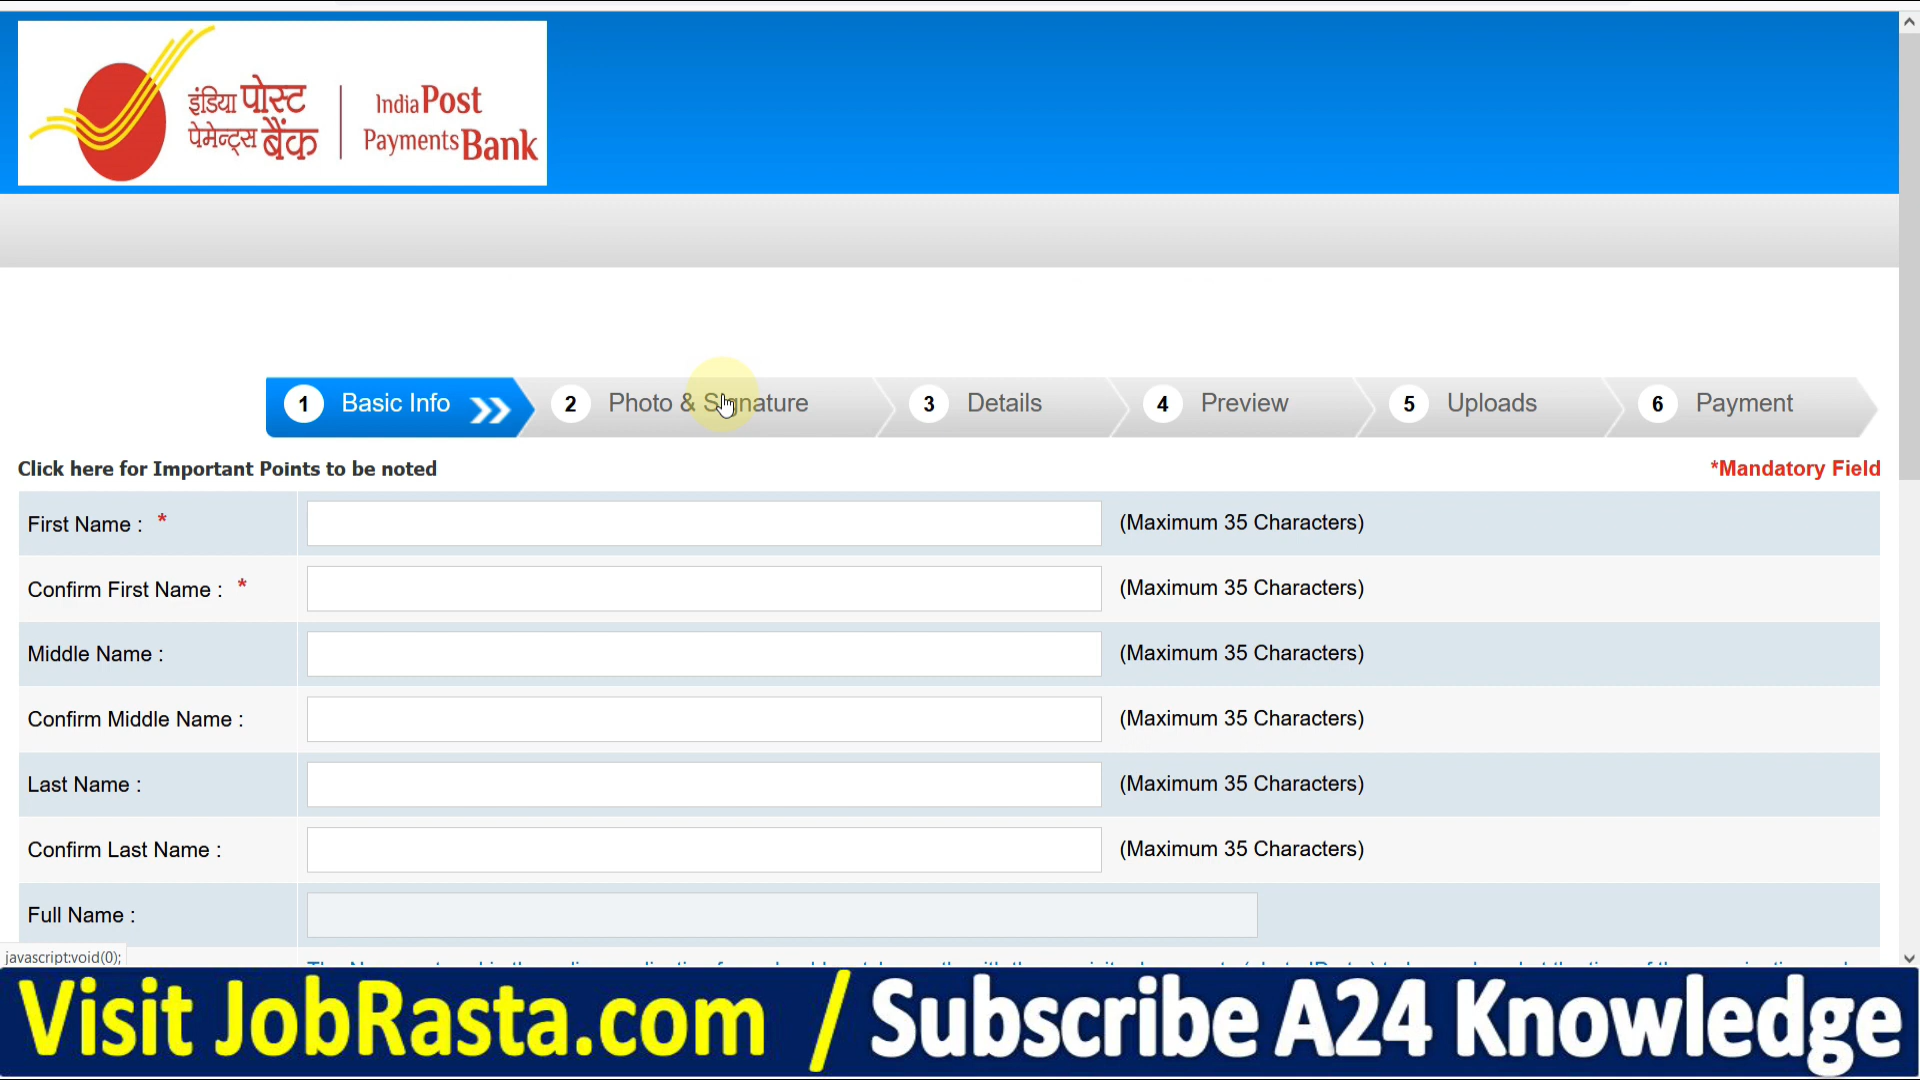 इंडिया पोस्ट
पेमेन्ट्स बैंक
India Post
Payments Bank
1 Basic Info 2 Photo & Signature 3 Details 4 Preview 5 Uploads 6 Payment
Click here for Important Points to be noted *Mandatory Field
First Name : * (Maximum 35 Characters)
Confirm First Name : * (Maximum 35 Characters)
Middle Name : (Maximum 35 Characters)
Confirm Middle Name : (Maximum 35 Characters)
Last Name : (Maximum 35 Characters)
Confirm Last Name : (Maximum 35 Characters)
Full Name :
javascript:void(0);
Visit JobRasta.com / Subscribe A24 Knowledge